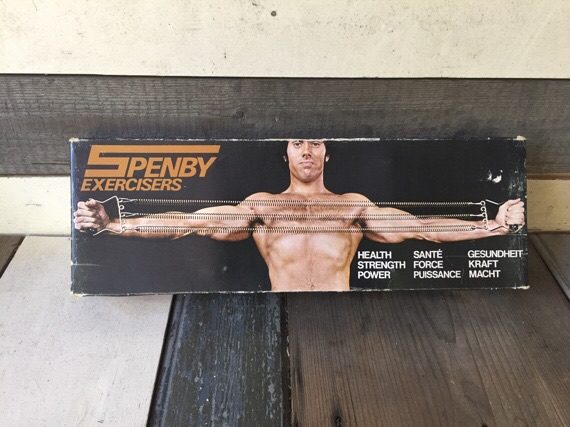 SPENBY
EXERCISERS
HEALTH SANTÉ GESUNDHEIT
STRENGTH FORCE KRAFT
POWER PUISSANCE MACHT